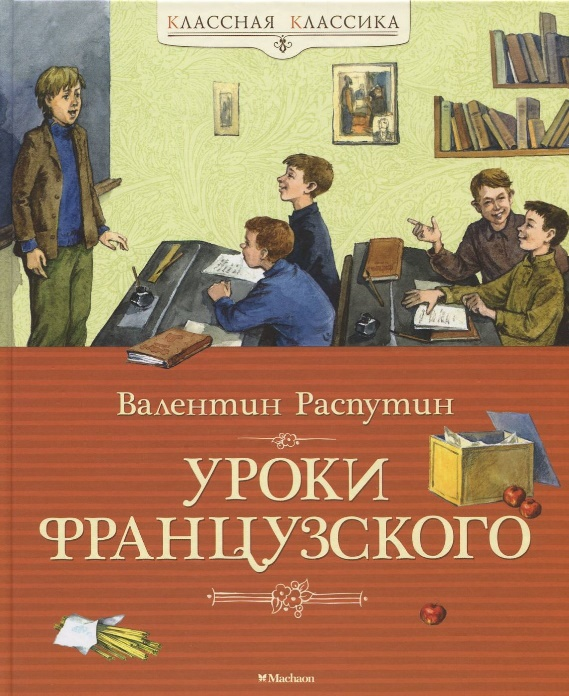 КЛАССНАЯ КЛАССИКА
Валентин Распутин
УРОКИ
ФРАНЦУЗСКОГО
Machaon